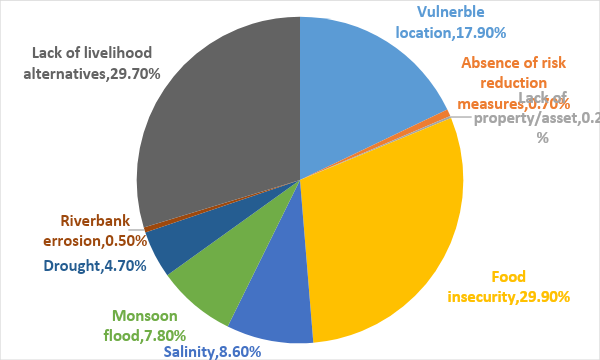 Vulnerble
location,17.90%
Absence of risk
reduction
measures,0.70%
Lack of
property/asset,0.2
%
Food
insecurity,29.90%
Salinity,8.60%
Monsoon
flood,7.80%
Drought,4.70%
Riverbank
errosion,0.50%
Lack of livelihood
alternatives,29.70%